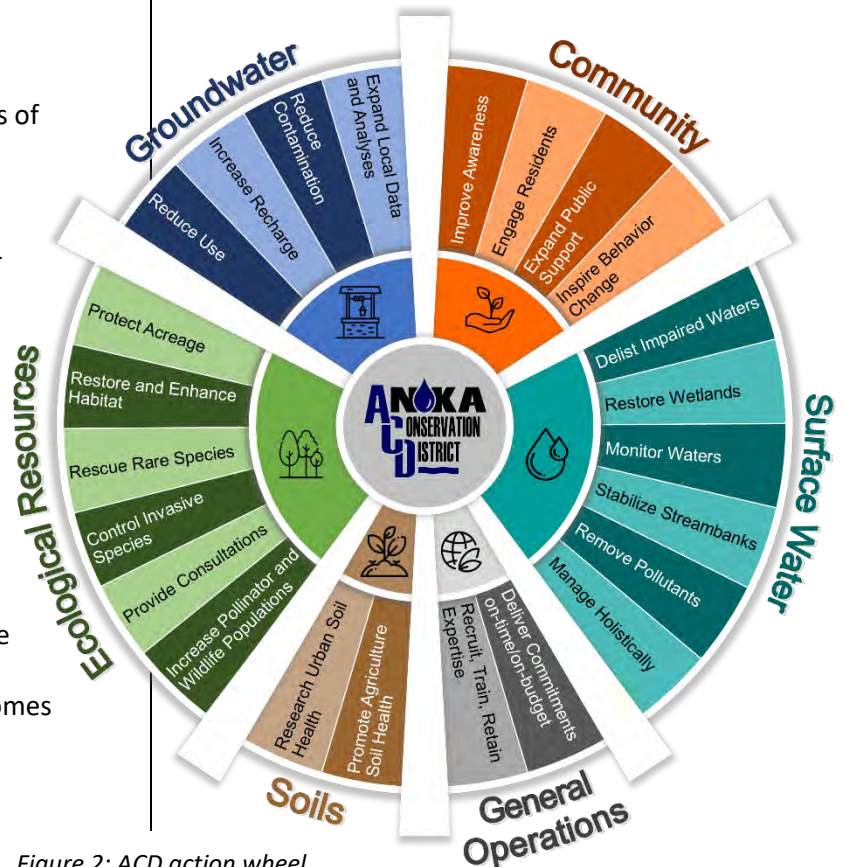 s of
e
omes
Groundwater
Reduce Use
Increase Recharge
Reduce
Contamination
Expand Local Data
and Analyses
Community
Improve Awareness
Engage Residents
Expand Public
Support
Inspire Behavior
Change
Surface Water
Delist Impaired Waters
Restore Wetlands
Monitor Waters
Stabilize Streambanks
Remove Pollutants
Manage Holistically
General
Operations
Deliver Commitments
on-time/on-budget
Recruit, Train, Retain
Expertise
Soils
Promote Agriculture
Soil Health
Research Urban Soil
Health
Ecological Resources
Protect Acreage
Restore and Enhance
Habitat
Rescue Rare Species
Control Invasive
Species
Provide Consultations
Increase Pollinator and
Wildlife Populations
ANOKA
CONSERVATION
DISTRICT
Figure 2: ACD action wheel